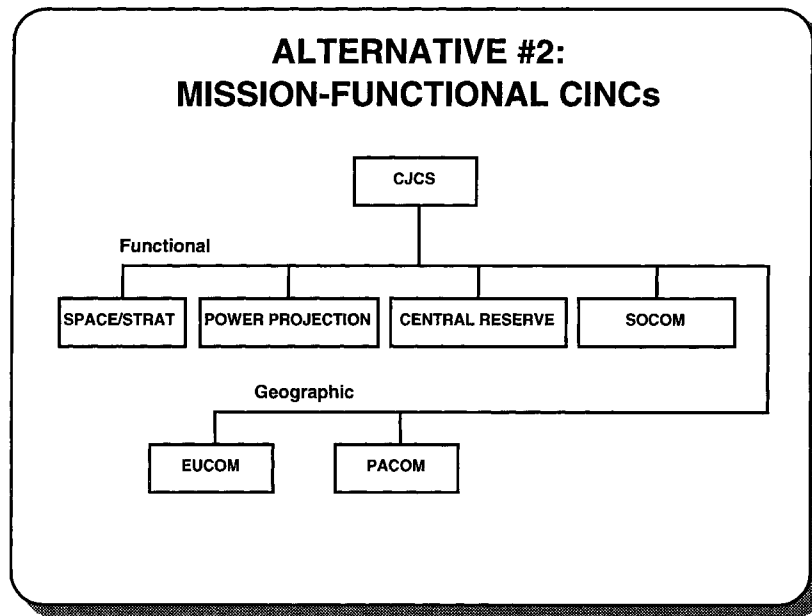 ALTERNATIVE #2:
MISSION-FUNCTIONAL CINCs
CJCS
Functional
SPACE/STRAT
POWER PROJECTION
CENTRAL RESERVE
SOCOM
Geographic
EUCOM
PACOM